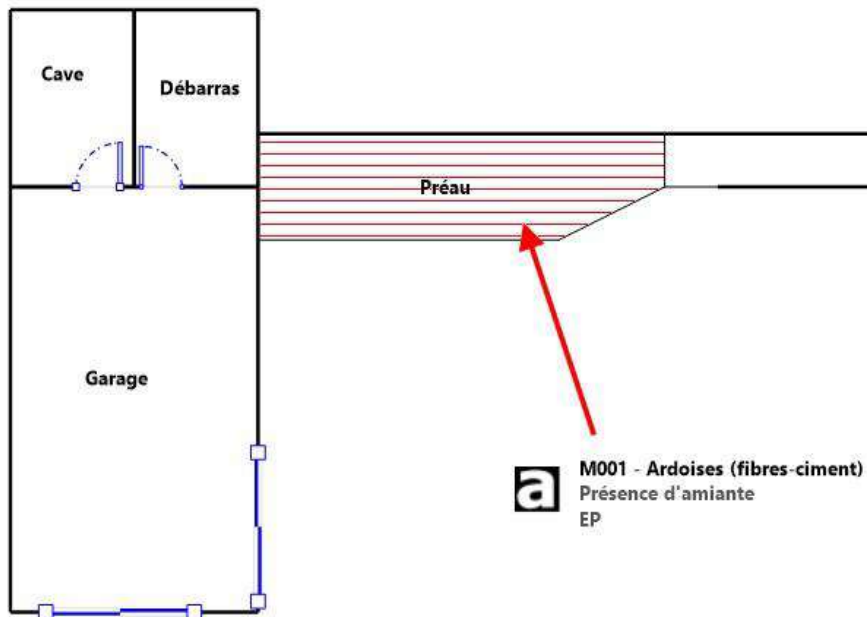 Cave
Débarras
Préau
Garage
a
M001 - Ardoises (fibres-ciment)
Présence d'amiante
EP